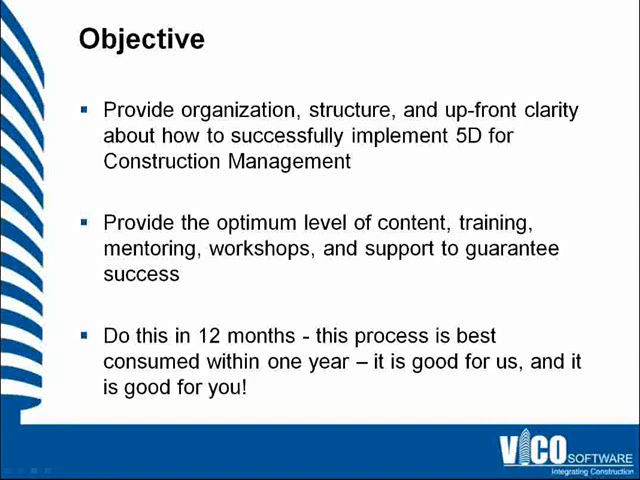 Objective
Provide organization, structure, and up-front clarity
about how to successfully implement 5D for
Construction Management
Provide the optimum level of content, training,
mentoring, workshops, and support to guarantee
success
Do this in 12 months - this process is best
consumed within one year – it is good for us, and it
is good for you!
VICO SOFTWARE
Integrating Construction